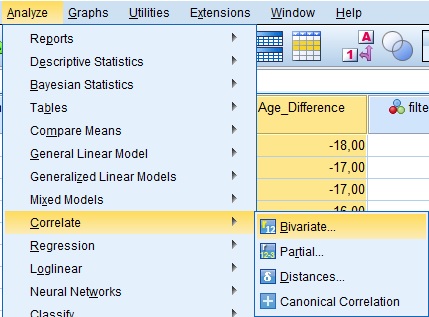 Analyze Graphs Utilities Extensions Window Help
Reports
Descriptive Statistics
Bayesian Statistics
Tables
Compare Means
General Linear Model
Generalized Linear Models
Mixed Models
Correlate
Regression
Loglinear
Neural Networks
Classify
A
1
Age_Difference filte
-18,00
-17,00
-17,00
-16,00
Bivariate...
Partial...
Distances...
Canonical Correlation